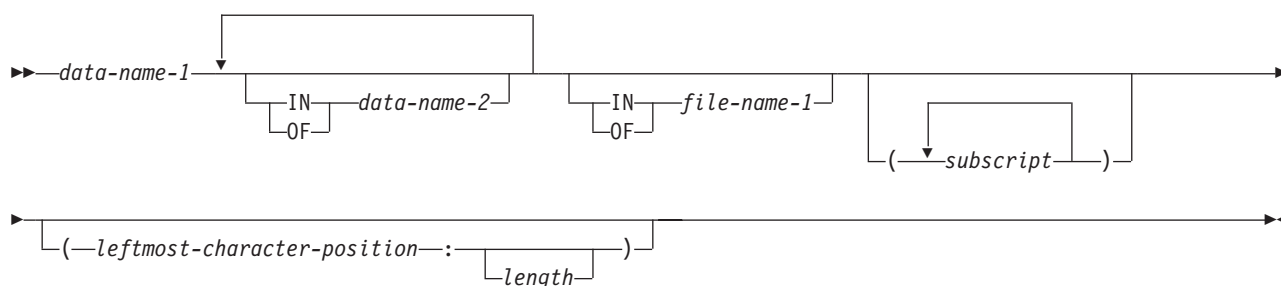 data-name-1
IN data-name-2
OF
IN file-name-1
OF
( subscript )
( leftmost-character-position : )
length